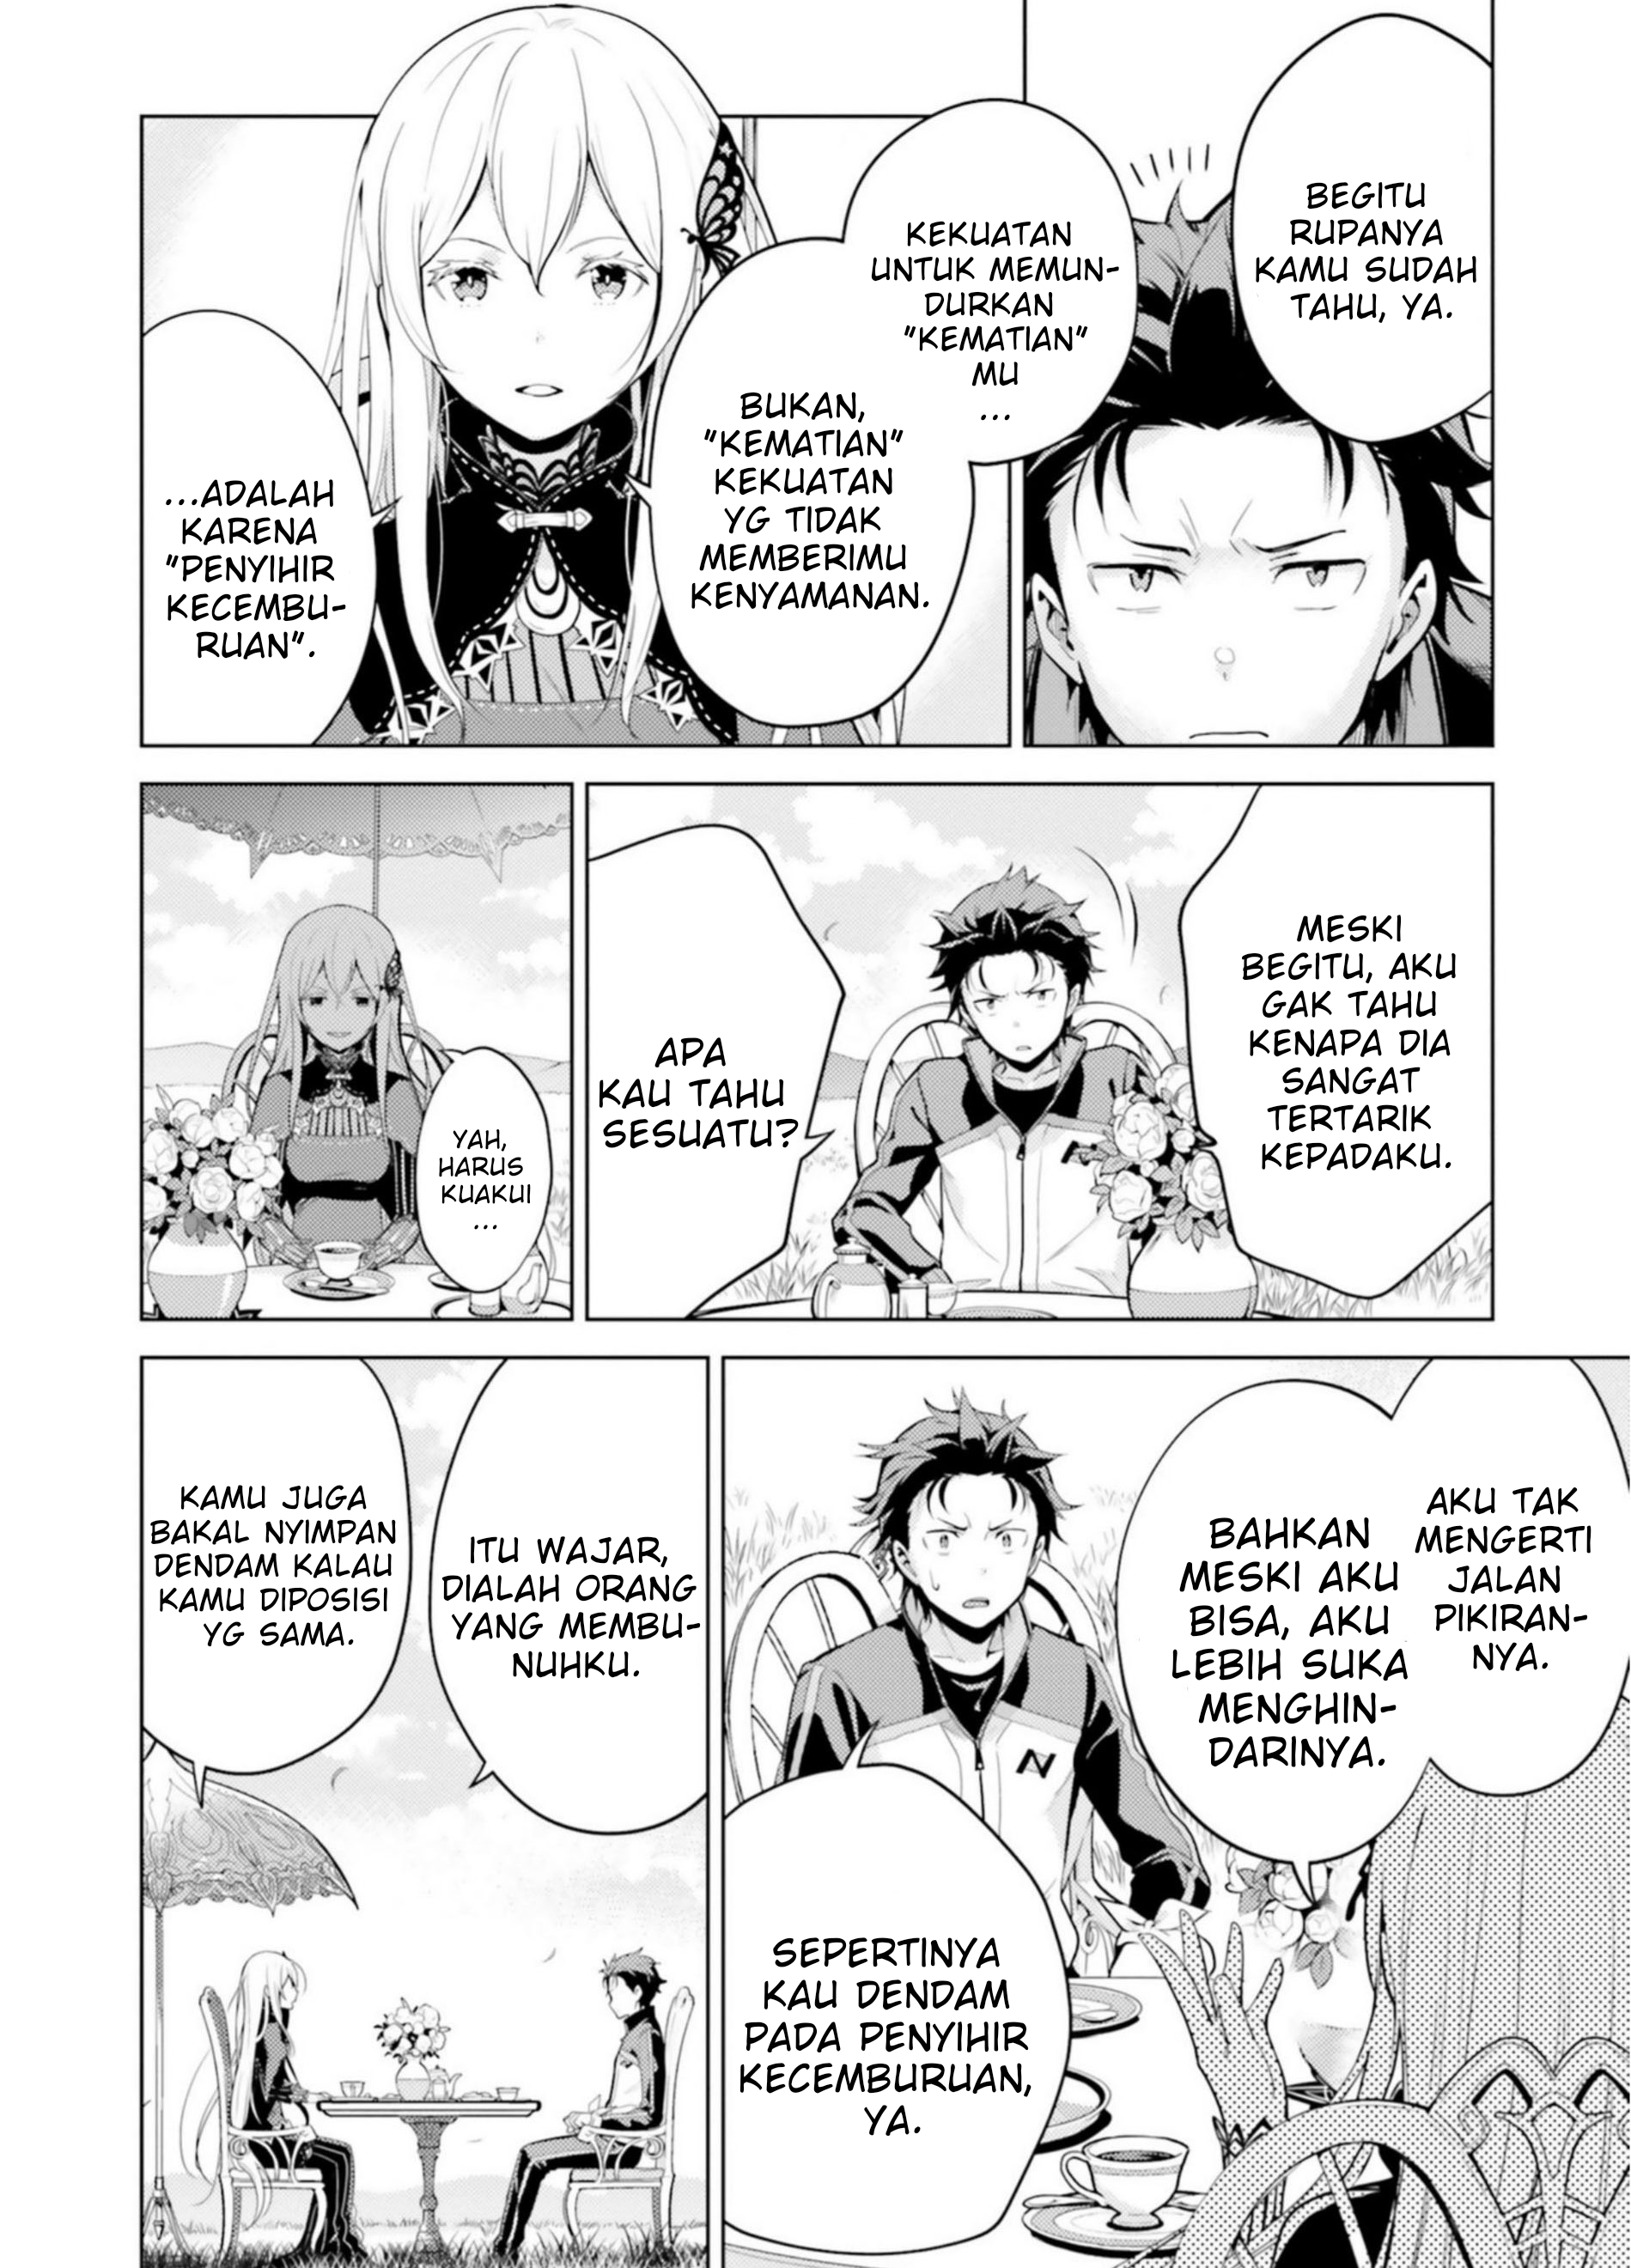 BEGITU
RUPANYA
KAMU SUDAH
TAHU, YA.
KEKUATAN
UNTUK MEMUN-
DURKAN
"KEMATIAN"
MU
...
BUKAN,
"KEMATIAN"
KEKUATAN
YG TIDAK
MEMBERIMU
KENYAMANAN.
...ADALAH
KARENA
"PENYIHIR
KECEMBU-
RUAN".
MESKI
BEGITU, AKU
GAK TAHU
KENAPA DIA
SANGAT
TERTARIK
KEPADAKU.
APA
KAU TAHU
SESUATU?
YAH,
HARUS
KUAKUI
...
AKU TAK
MENGERTI
JALAN
PIKIRAN-
NYA.
BAHKAN
MESKI AKU
BISA, AKU
LEBIH SUKA
MENGHIN-
DARINYA.
SEPERTINYA
KAU DENDAM
PADA PENYIHIR
KECEMBURUAN,
YA.
ITU WAJAR,
DIALAH ORANG
YANG MEMBU-
NUHKU.
KAMU JUGA
BAKAL NYIMPAN
DENDAM KALAU
KAMU DIPOSISI
YG SAMA.